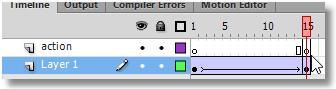 Timeline Output Compiler Errors Motion Editor
1 5 10 15
action
Layer 1